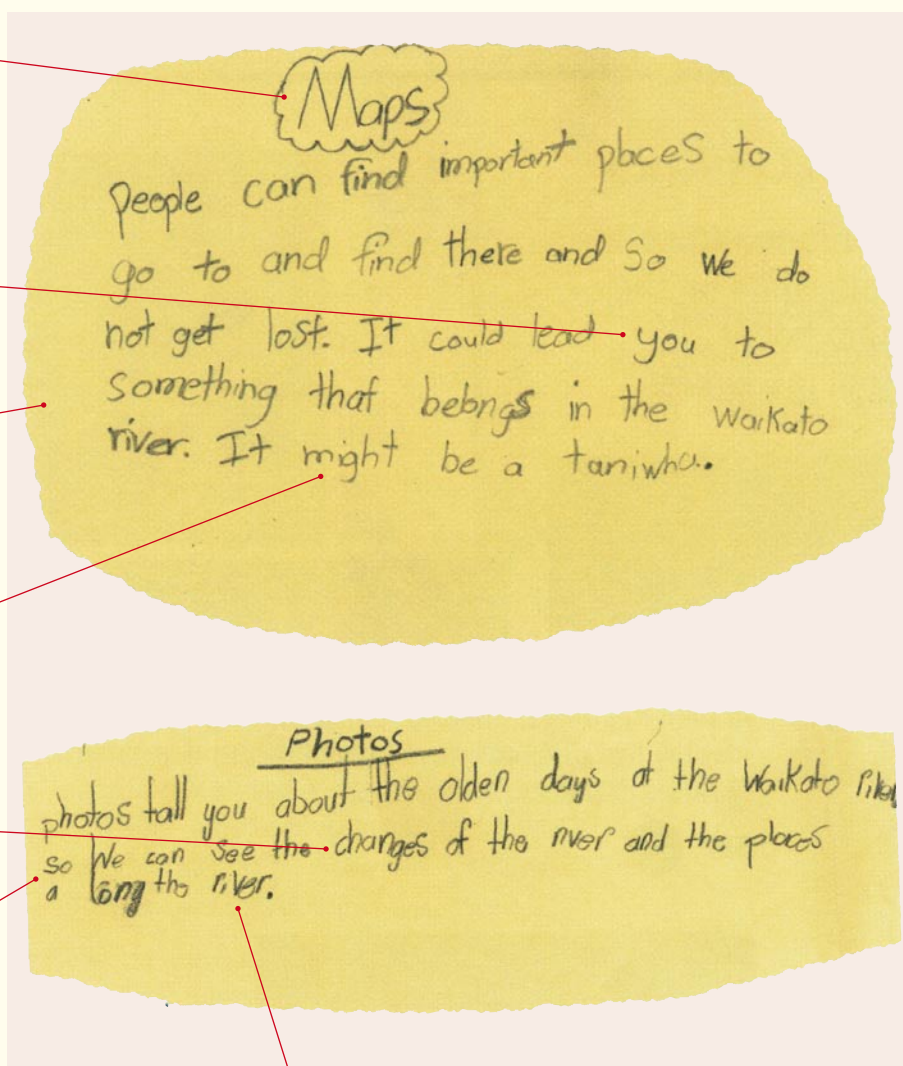 Maps
People can find important places to
go to and find there and so we do
not get lost. It could lead you to
something that belongs in the Waikato
river. It might be a taniwha.
Photos
photos tall you about the olden days at the Waikato River
so We can see the changes of the river and the places
a long the river.